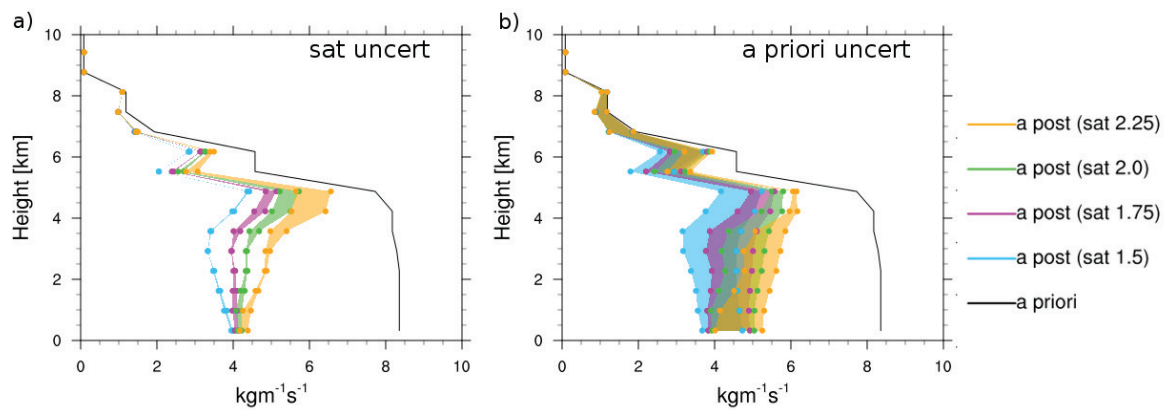 a)
sat uncert
10
8
6
4
2
0
Height [km]
0 2 4 6 8 10
kgm⁻¹s⁻¹
b)
a priori uncert
10
8
6
4
2
0
Height [km]
0 2 4 6 8 10
kgm⁻¹s⁻¹
a post (sat 2.25)
a post (sat 2.0)
a post (sat 1.75)
a post (sat 1.5)
a priori